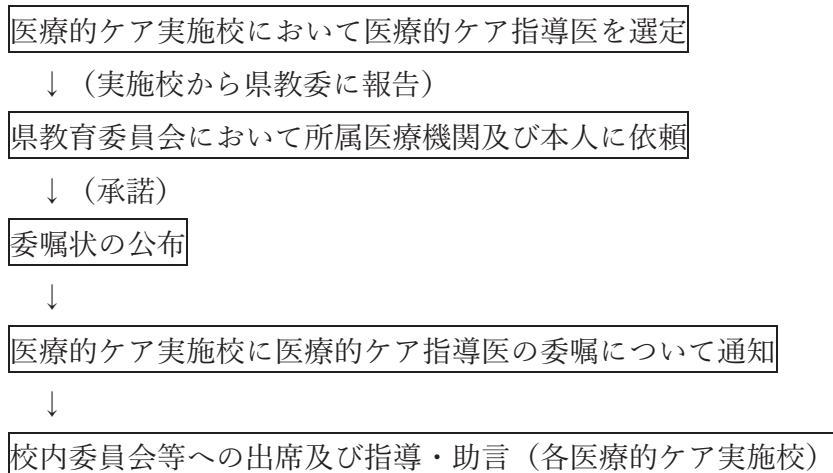 医療的ケア実施校において医療的ケア指導医を選定
↓（実施校から県教委に報告）
県教育委員会において所属医療機関及び本人に依頼
↓（承諾）
委嘱状の公布
↓
医療的ケア実施校に医療的ケア指導医の委嘱について通知
↓
校内委員会等への出席及び指導・助言（各医療的ケア実施校）